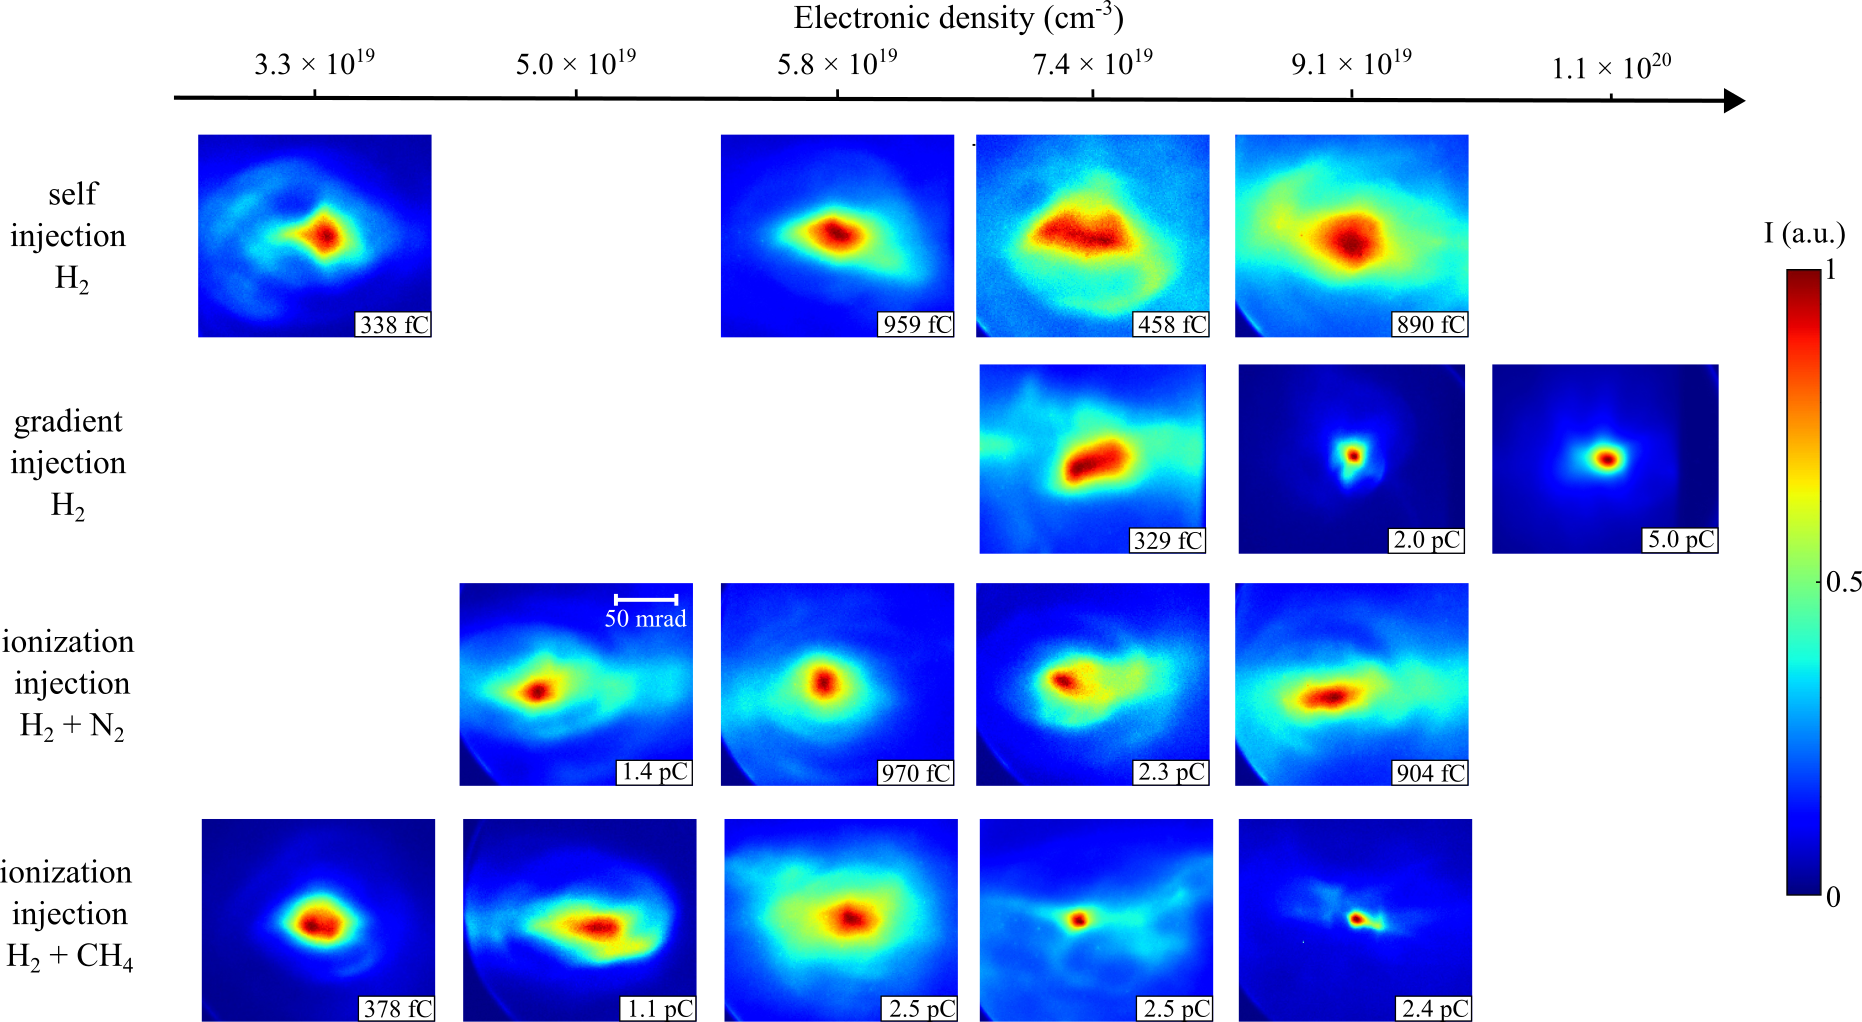 Electronic density (cm⁻³)
3.3 × 10¹⁹ 5.0 × 10¹⁹ 5.8 × 10¹⁹ 7.4 × 10¹⁹ 9.1 × 10¹⁹ 1.1 × 10²⁰
self
injection
H₂
338 fC 959 fC 458 fC 890 fC
I (a.u.)
1
0.5
0
gradient
injection
H₂
329 fC 2.0 pC 5.0 pC
ionization
injection
H₂ + N₂
50 mrad
1.4 pC 970 fC 2.3 pC 904 fC
ionization
injection
H₂ + CH₄
378 fC 1.1 pC 2.5 pC 2.5 pC 2.4 pC